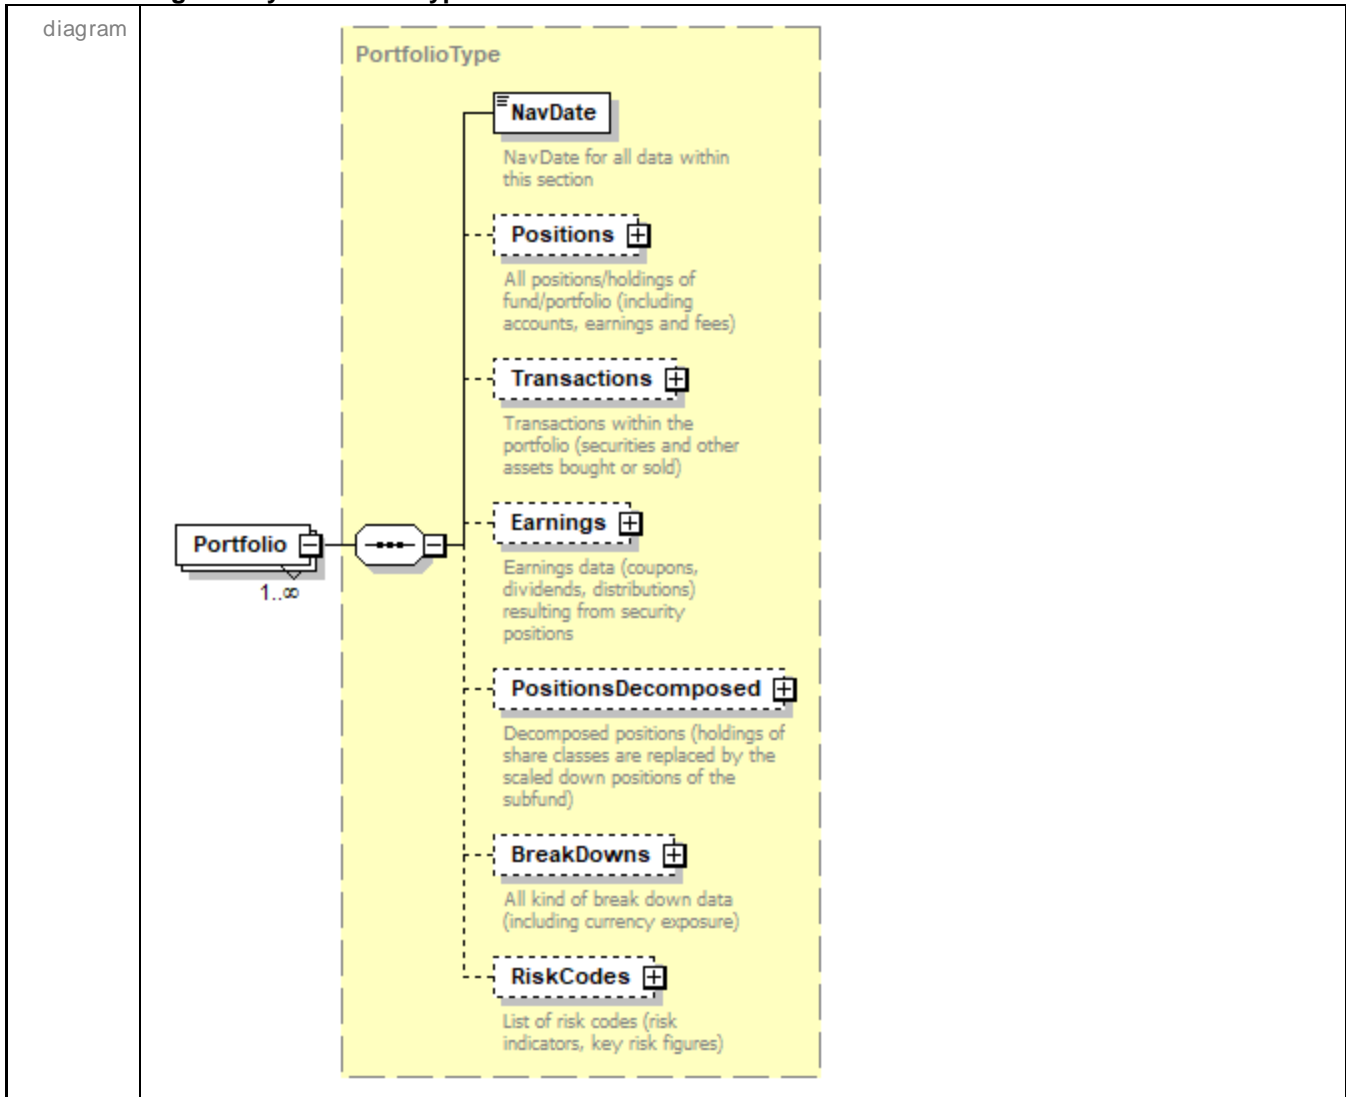 diagram
PortfolioType
NavDate
NavDate for all data within
this section
Positions
All positions/holdings of
fund/portfolio (including
accounts, earnings and fees)
Transactions
Transactions within the
portfolio (securities and other
assets bought or sold)
Earnings
Earnings data (coupons,
dividends, distributions)
resulting from security
positions
Portfolio
1..∞
PositionsDecomposed
Decomposed positions (holdings of
share classes are replaced by the
scaled down positions of the
subfund)
BreakDowns
All kind of break down data
(including currency exposure)
RiskCodes
List of risk codes (risk
indicators, key risk figures)